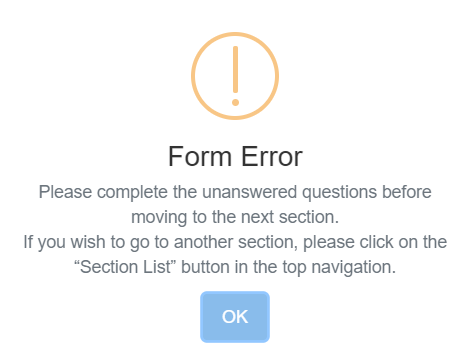 Form Error
Please complete the unanswered questions before
moving to the next section.
If you wish to go to another section, please click on the
“Section List” button in the top navigation.
OK